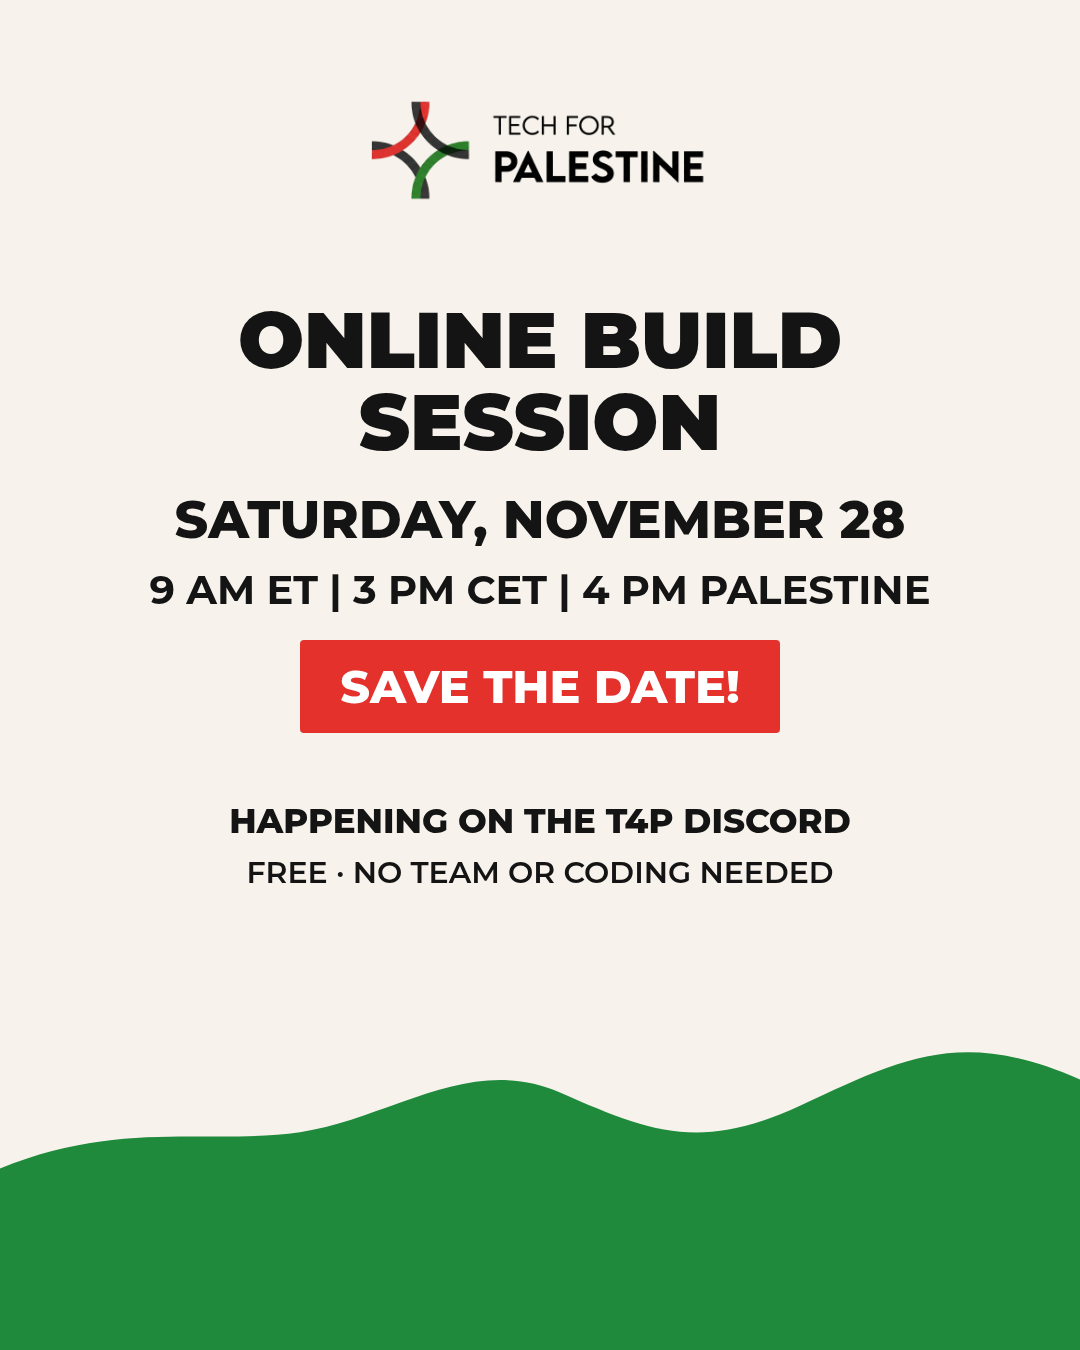 TECH FOR
PALESTINE
ONLINE BUILD
SESSION
SATURDAY, NOVEMBER 28
9 AM ET | 3 PM CET | 4 PM PALESTINE
SAVE THE DATE!
HAPPENING ON THE T4P DISCORD
FREE · NO TEAM OR CODING NEEDED